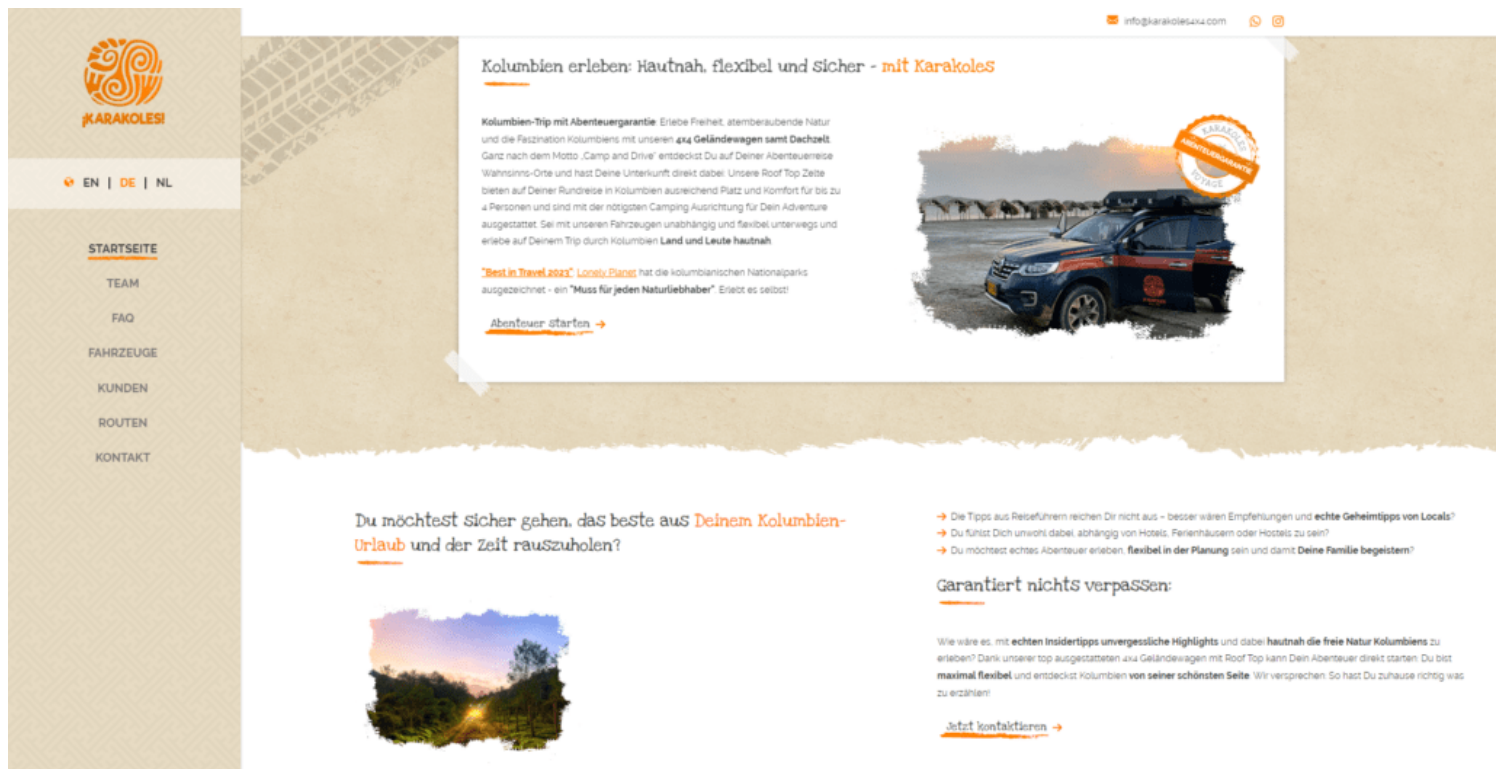 info@karakoles4x4.com
¡KARAKOLES!
EN | DE | NL
STARTSEITE
TEAM
FAQ
FAHRZEUGE
KUNDEN
ROUTEN
KONTAKT
Kolumbien erleben: Hautnah, flexibel und sicher - mit Karakoles
Kolumbien-Trip mit Abenteuergarantie: Erlebe Freiheit, atemberaubende Natur
und die Faszination Kolumbiens mit unseren 4x4 Geländewagen samt Dachzelt.
Ganz nach dem Motto „Camp and Drive“ entdeckst Du auf Deiner Abenteuerreise
Wahnsinns-Orte und hast Deine Unterkunft direkt dabei. Unsere Roof Top Zelte
bieten auf Deiner Rundreise in Kolumbien ausreichend Platz und Komfort für bis zu
4 Personen und sind mit der nötigsten Camping Ausrichtung für Dein Adventure
ausgestattet. Sei mit unseren Fahrzeugen unabhängig und flexibel unterwegs und
erlebe auf Deinem Trip durch Kolumbien Land und Leute hautnah.
"Best in Travel 2023": Lonely Planet hat die kolumbianischen Nationalparks
ausgezeichnet - ein "Muss für jeden Naturliebhaber". Erlebt es selbst!
Abenteuer starten
KARAKOLES
ABENTEUERGARANTIE
VOYAGE
Du möchtest sicher gehen, das beste aus Deinem Kolumbien-
Urlaub und der Zeit rauszuholen?
Die Tipps aus Reiseführern reichen Dir nicht aus – besser wären Empfehlungen und echte Geheimtipps von Locals?
Du fühlst Dich unwohl dabei, abhängig von Hotels, Ferienhäusern oder Hostels zu sein?
Du möchtest echtes Abenteuer erleben, flexibel in der Planung sein und damit Deine Familie begeistern?
Garantiert nichts verpassen:
Wie wäre es, mit echten Insidertipps unvergessliche Highlights und dabei hautnah die freie Natur Kolumbiens zu
erleben? Dank unserer top ausgestatteten 4x4 Geländewagen mit Roof Top kann Dein Abenteuer direkt starten. Du bist
maximal flexibel und entdeckst Kolumbien von seiner schönsten Seite. Wir versprechen: So hast Du zuhause richtig was
zu erzählen!
Jetzt kontaktieren